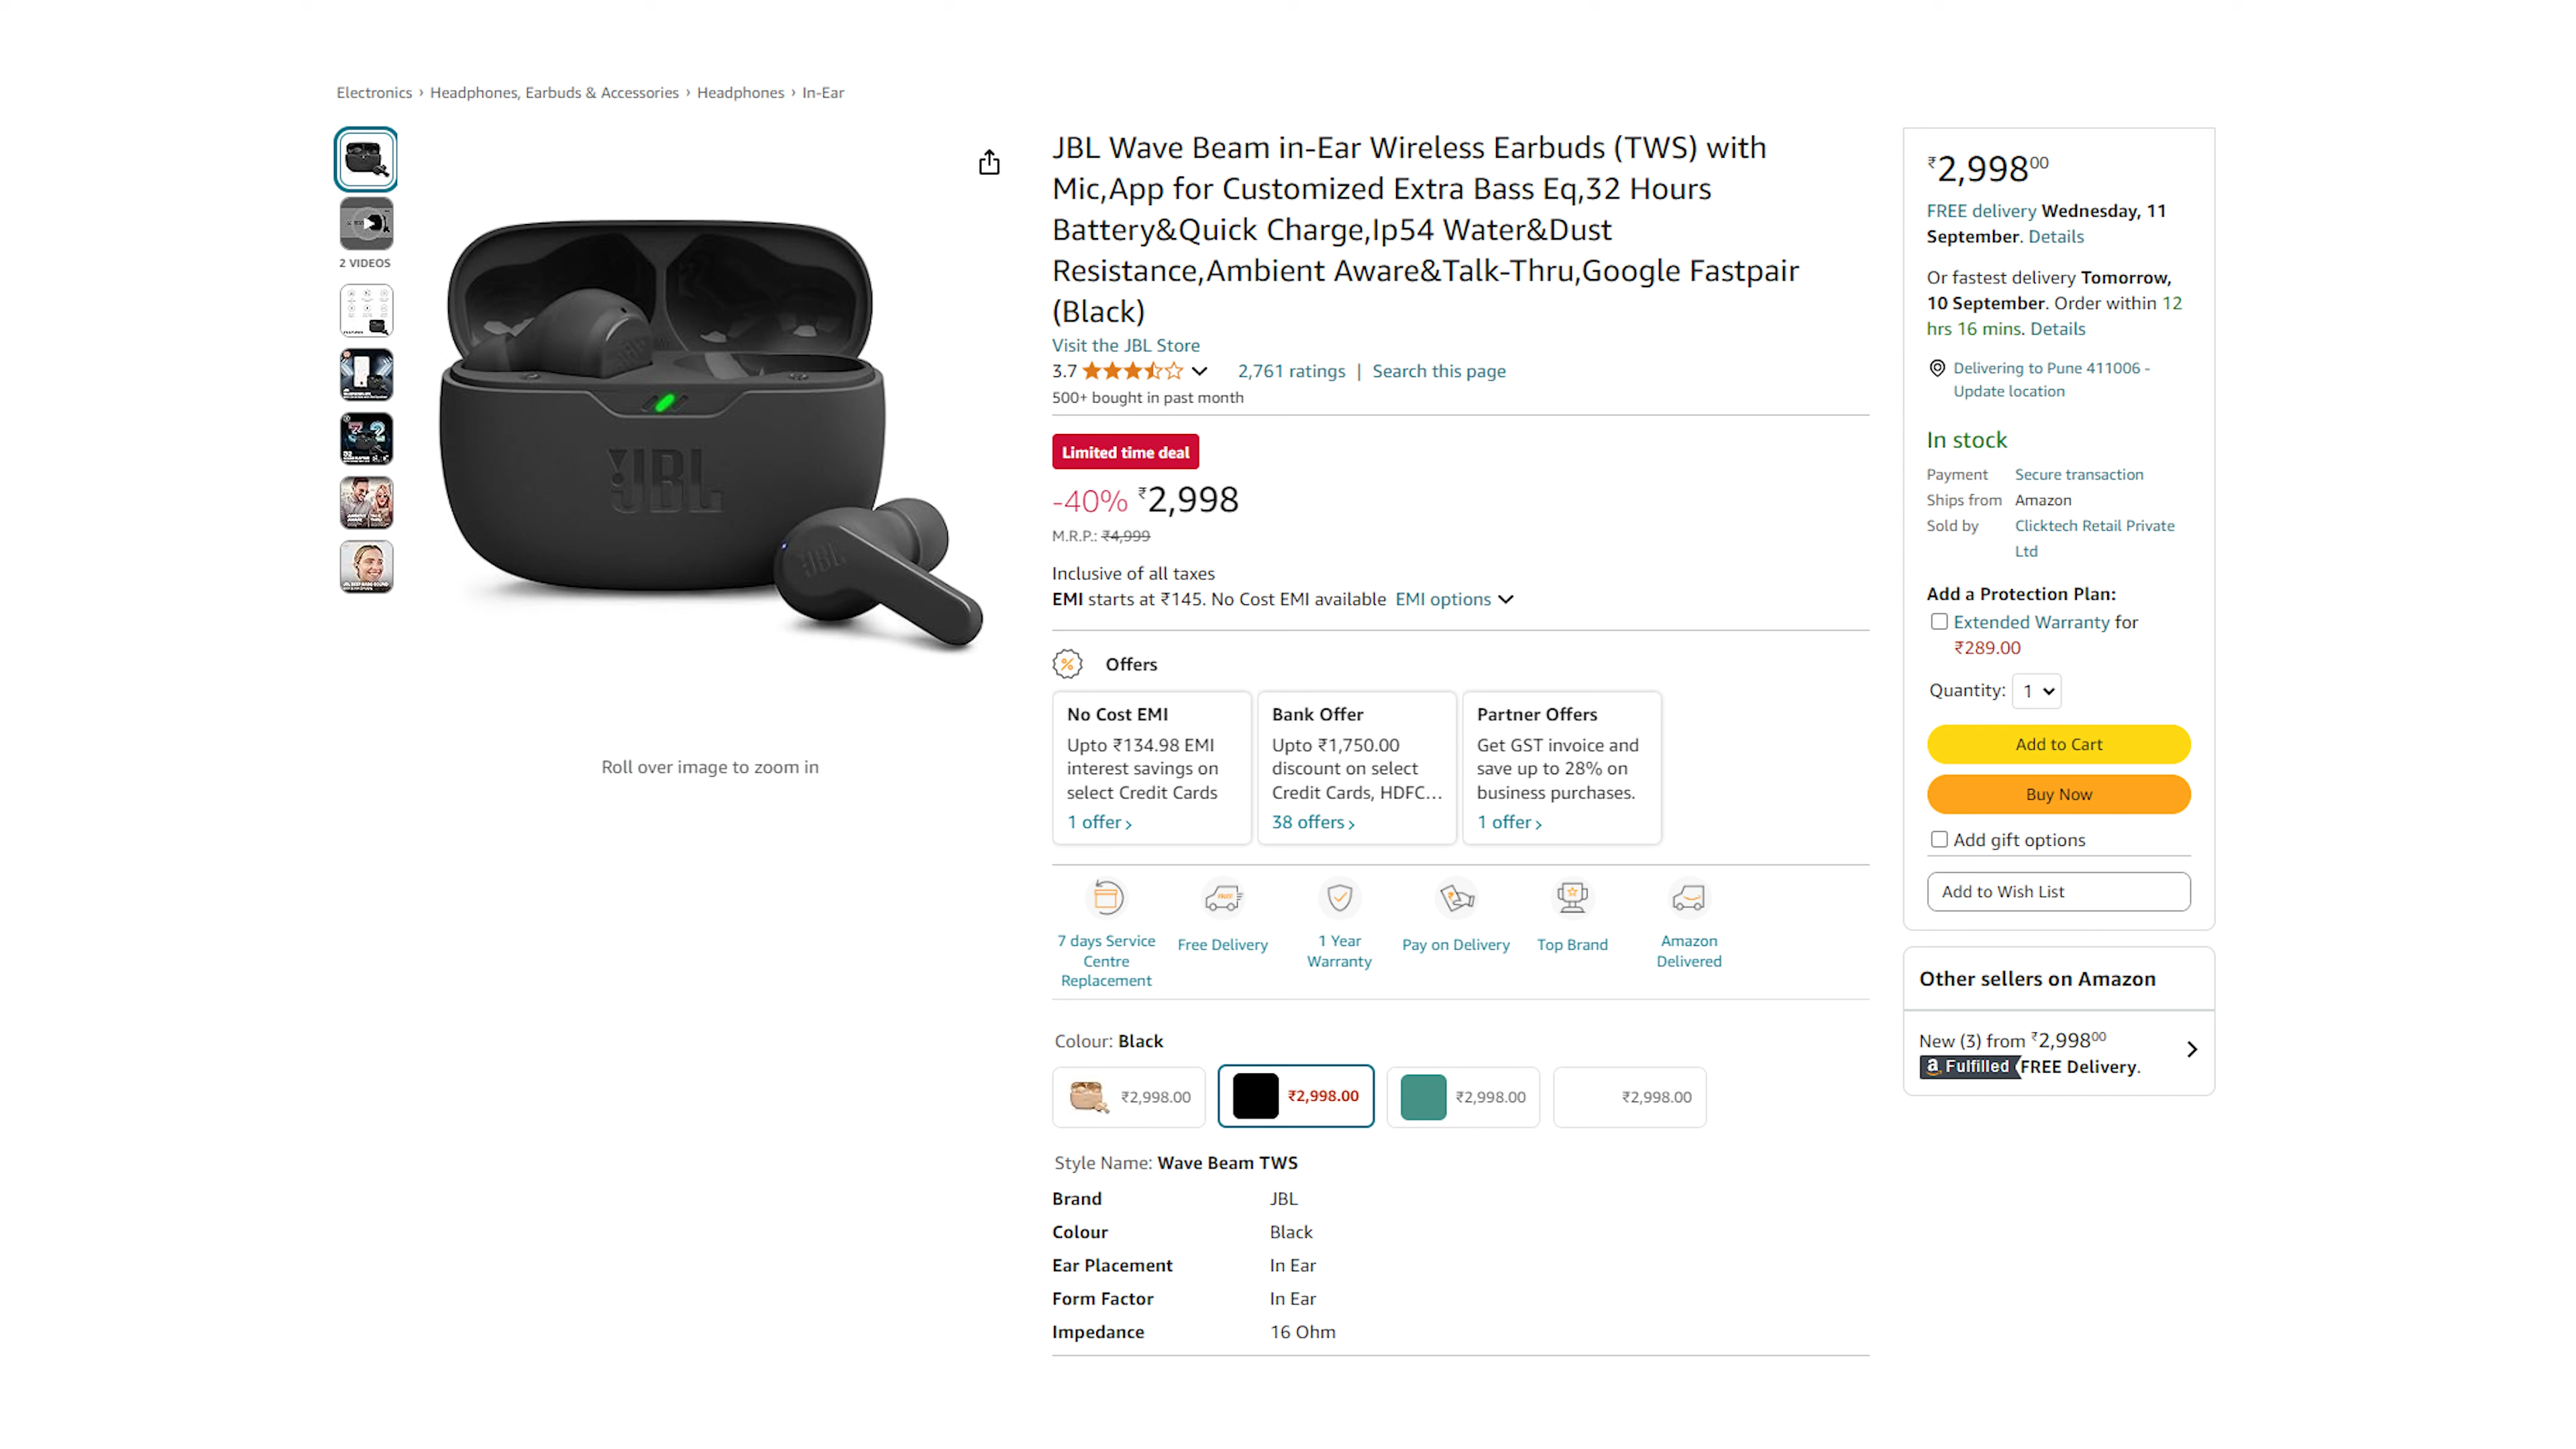 Electronics › Headphones, Earbuds & Accessories › Headphones › In-Ear
2 VIDEOS
JBL
JBL
Roll over image to zoom in
JBL Wave Beam in-Ear Wireless Earbuds (TWS) with
Mic,App for Customized Extra Bass Eq,32 Hours
Battery&Quick Charge,Ip54 Water&Dust
Resistance,Ambient Aware&Talk-Thru,Google Fastpair
(Black)
Visit the JBL Store
3.7
2,761 ratings | Search this page
500+ bought in past month
Limited time deal
-40% ₹2,998
M.R.P.: ₹4,999
Inclusive of all taxes
EMI starts at ₹145. No Cost EMI available EMI options
Offers
No Cost EMI
Upto ₹134.98 EMI
interest savings on
select Credit Cards
1 offer ›
Bank Offer
Upto ₹1,750.00
discount on select
Credit Cards, HDFC...
38 offers ›
Partner Offers
Get GST invoice and
save up to 28% on
business purchases.
1 offer ›
7 days Service
Centre
Replacement
Free Delivery
1 Year
Warranty
Pay on Delivery
Top Brand
Amazon
Delivered
Colour: Black
₹2,998.00
₹2,998.00
₹2,998.00
₹2,998.00
Style Name: Wave Beam TWS
Brand JBL
Colour Black
Ear Placement In Ear
Form Factor In Ear
Impedance 16 Ohm
₹2,99800
FREE delivery Wednesday, 11
September. Details
Or fastest delivery Tomorrow,
10 September. Order within 12
hrs 16 mins. Details
Delivering to Pune 411006 -
Update location
In stock
Payment Secure transaction
Ships from Amazon
Sold by Clicktech Retail Private
Ltd
Add a Protection Plan:
Extended Warranty for
₹289.00
Quantity: 1
Add to Cart
Buy Now
Add gift options
Add to Wish List
Other sellers on Amazon
New (3) from ₹2,99800
a Fulfilled FREE Delivery.